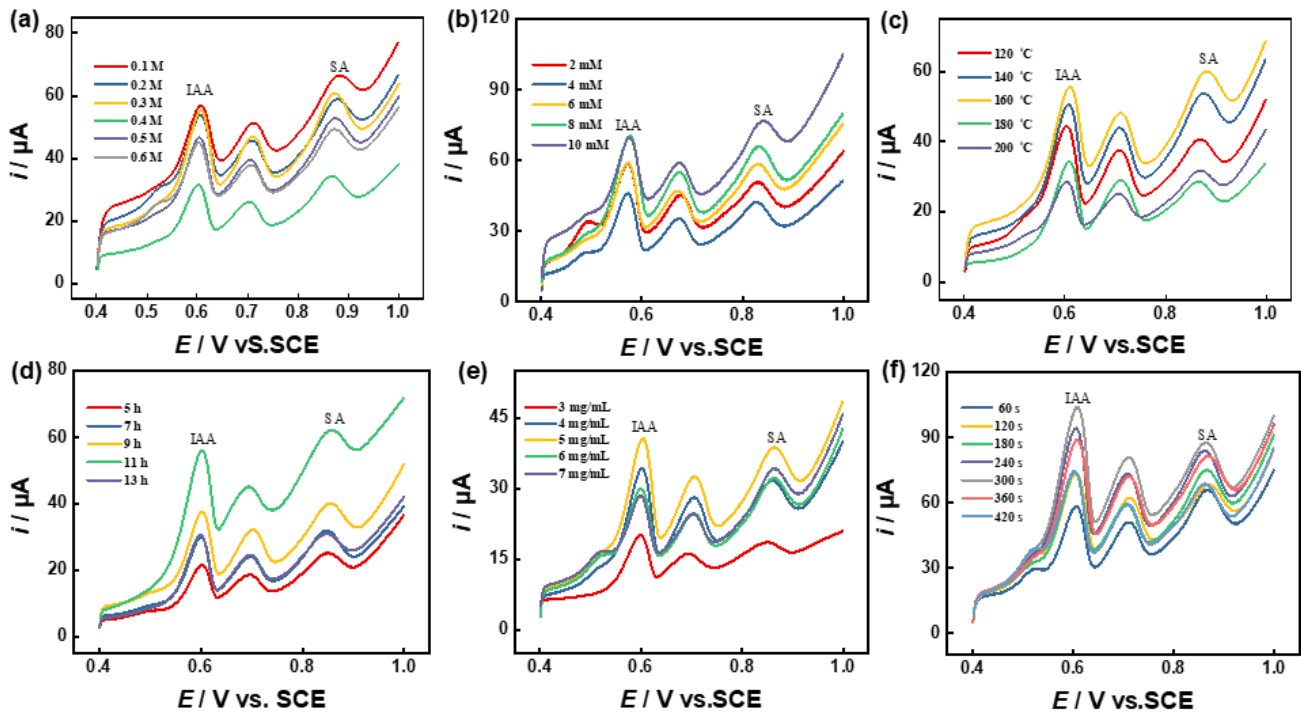 (a)
80
60
40
20
0
i / μA
0.1 M
0.2 M
0.3 M
0.4 M
0.5 M
0.6 M
IAA
SA
0.4 0.5 0.6 0.7 0.8 0.9 1.0
E / V vS.SCE
(b)
120
90
60
30
0
i / μA
2 mM
4 mM
6 mM
8 mM
10 mM
IAA
SA
0.4 0.6 0.8 1.0
E / V vS.SCE
(c)
60
40
20
0
i / μA
120 °C
140 °C
160 °C
180 °C
200 °C
IAA
SA
0.4 0.6 0.8 1.0
E / V vS.SCE
(d)
80
60
40
20
0
i / μA
5 h
7 h
9 h
11 h
13 h
IAA
SA
0.4 0.6 0.8 1.0
E / V vs. SCE
(e)
45
30
15
0
i / μA
3 mg/mL
4 mg/mL
5 mg/mL
6 mg/mL
7 mg/mL
IAA
SA
0.4 0.6 0.8 1.0
E / V vs. SCE
(f)
120
90
60
30
0
i / μA
60 s
120 s
180 s
240 s
300 s
360 s
420 s
IAA
SA
0.4 0.6 0.8 1.0
E / V vs. SCE